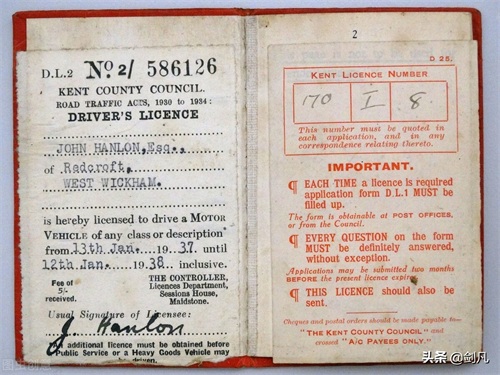 D.L.2 Nº 2/ 586126
KENT COUNTY COUNCIL.
ROAD TRAFFIC ACTS, 1930 to 1934:
DRIVER'S LICENCE
JOHN HANLON, Esq.,
of Redcroft,
WEST WICKHAM.
is hereby licensed to drive a MOTOR
VEHICLE of any class or description
from 13th Jan. 1937 until
12th Jan. 1938 inclusive.
Fee of
5/-
received.
THE CONTROLLER,
Licences Department,
Sessions House,
Maidstone.
Usual Signature of Licensee:
J. Hanlon
An additional licence must be obtained before
Public Service or a Heavy Goods Vehicle may
be driven.
2
D 25.
KENT LICENCE NUMBER
170 I 8.
This number must be quoted in
each application, and in any
correspondence relating thereto.
IMPORTANT.
¶ EACH TIME a licence is required
application form D.L.1 MUST be
filled up.
The form is obtainable at POST OFFICES,
or from the Council.
¶ EVERY QUESTION on the form
MUST be definitely answered,
without exception.
Applications may be submitted two months
BEFORE the present licence expires.
¶ THIS LICENCE should also be
sent.
Cheques and postal orders should be made payable to—
"THE KENT COUNTY COUNCIL" and
crossed "A/C PAYEES ONLY."
头条 @剑凡